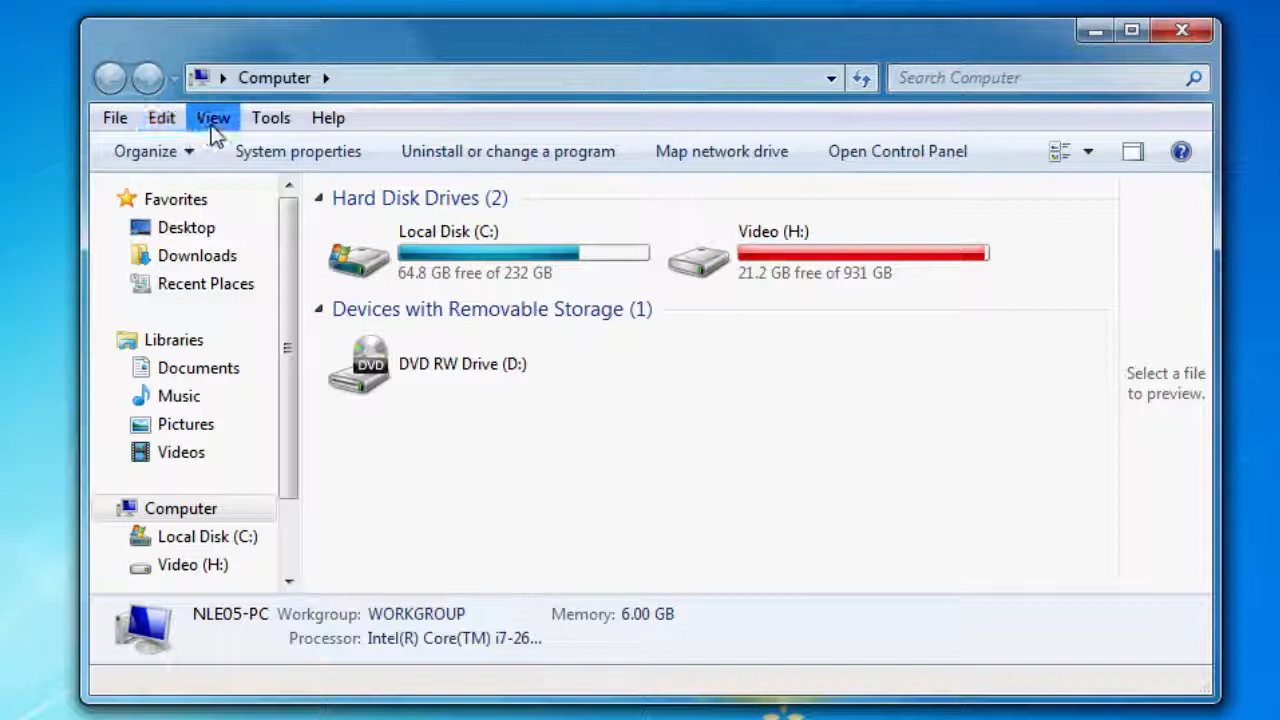 Computer
Search Computer
File Edit View Tools Help
Organize System properties Uninstall or change a program Map network drive Open Control Panel
Favorites
Desktop
Downloads
Recent Places
Libraries
Documents
Music
Pictures
Videos
Computer
Local Disk (C:)
Video (H:)
Hard Disk Drives (2)
Local Disk (C:)
64.8 GB free of 232 GB
Video (H:)
21.2 GB free of 931 GB
Devices with Removable Storage (1)
DVD
DVD RW Drive (D:)
Select a file
to preview.
NLE05-PC Workgroup: WORKGROUP Memory: 6.00 GB
Processor: Intel(R) Core(TM) i7-26...